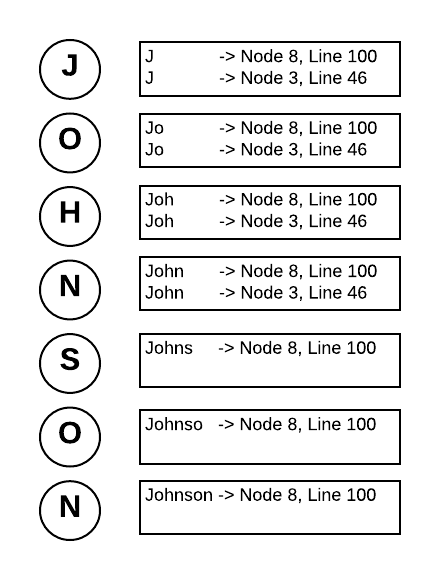 J
J -> Node 8, Line 100
J -> Node 3, Line 46
O
Jo -> Node 8, Line 100
Jo -> Node 3, Line 46
H
Joh -> Node 8, Line 100
Joh -> Node 3, Line 46
N
John -> Node 8, Line 100
John -> Node 3, Line 46
S
Johns -> Node 8, Line 100
O
Johnso -> Node 8, Line 100
N
Johnson -> Node 8, Line 100